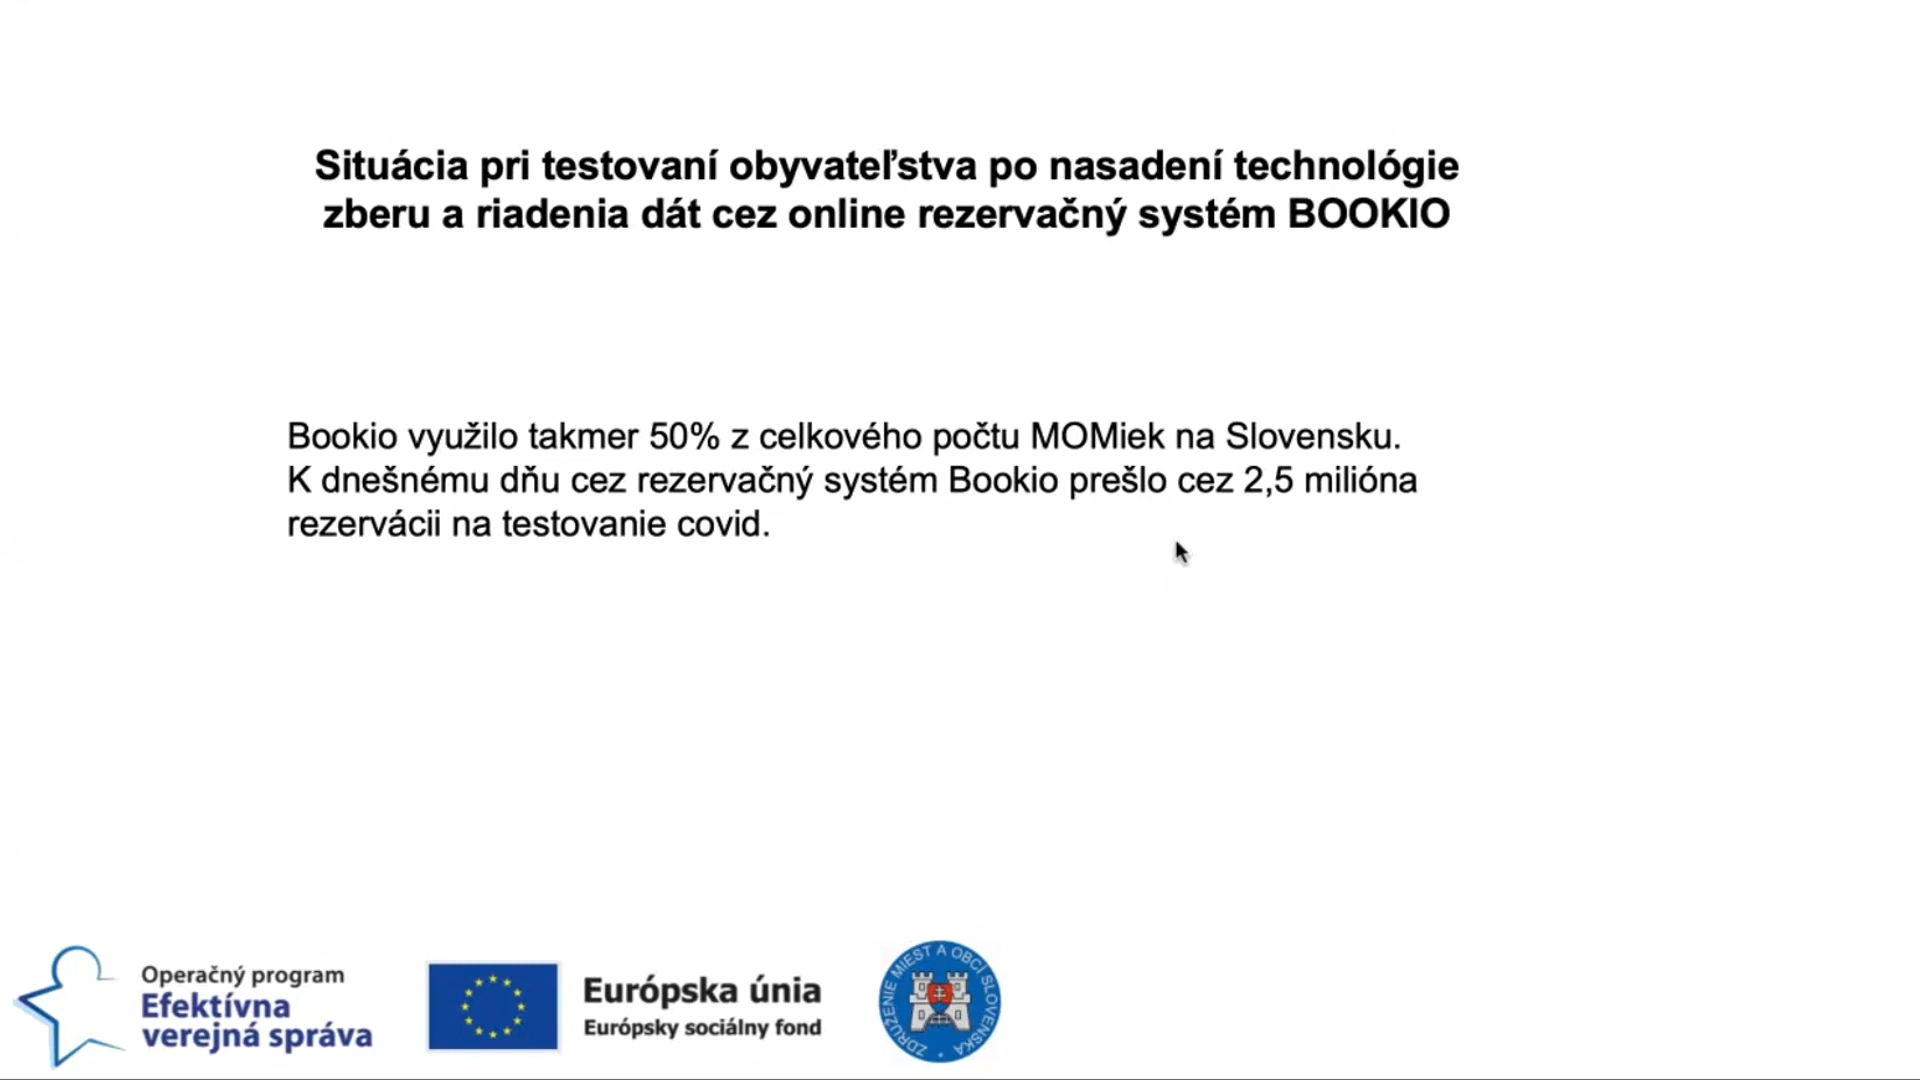 Situácia pri testovaní obyvateľstva po nasadení technológie
zberu a riadenia dát cez online rezervačný systém BOOKIO
Bookio využilo takmer 50% z celkového počtu MOMiek na Slovensku.
K dnešnému dňu cez rezervačný systém Bookio prešlo cez 2,5 milióna
rezervácii na testovanie covid.
Operačný program
Efektívna
verejná správa
Európska únia
Európsky sociálny fond
ZDRUŽENIE MIEST A OBCÍ SLOVENSKA